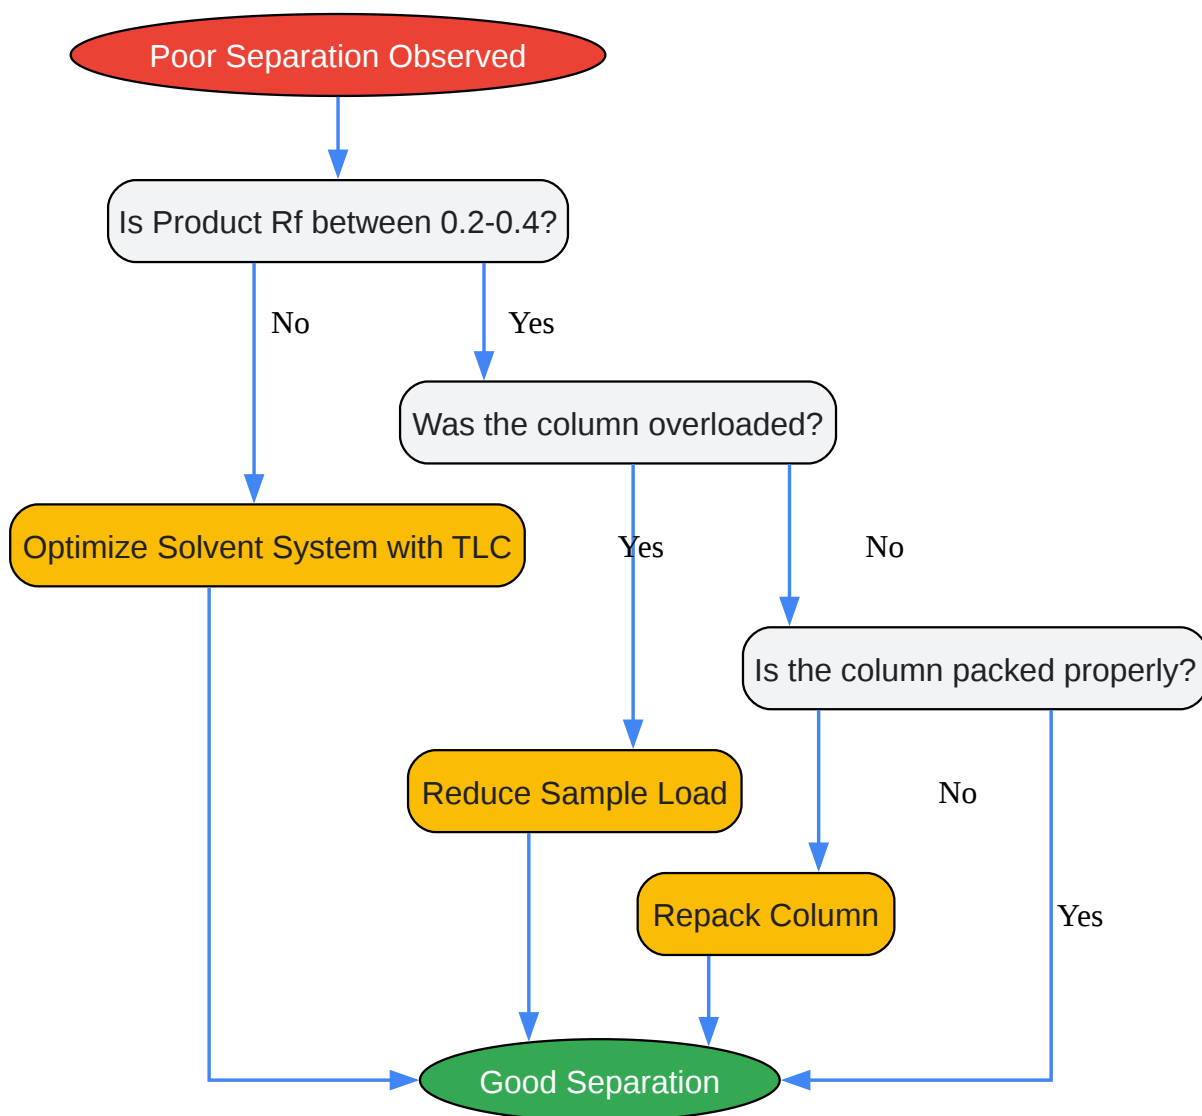 Poor Separation Observed
Is Product Rf between 0.2-0.4?
No
Yes
Was the column overloaded?
Optimize Solvent System with TLC
Yes
No
Is the column packed properly?
Reduce Sample Load
No
Repack Column
Yes
Good Separation